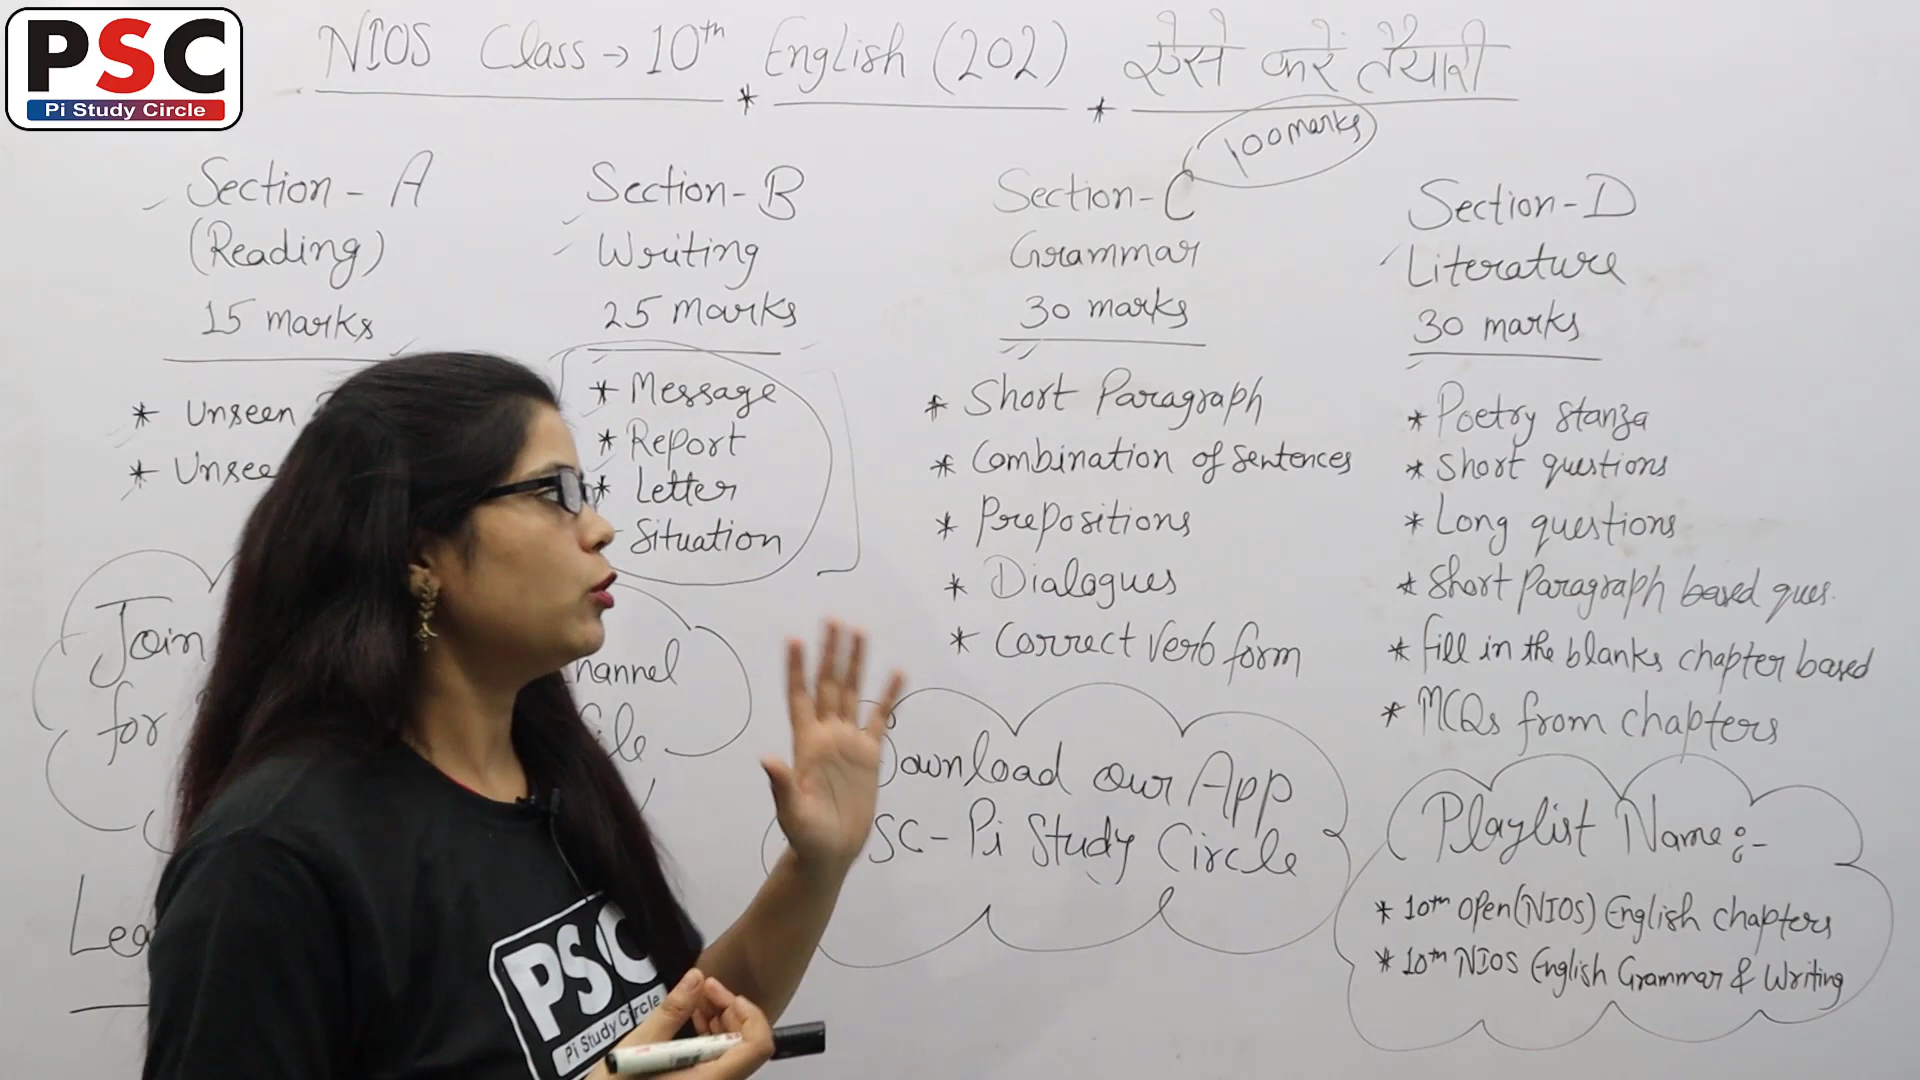 PSC
Pi Study Circle
NIOS Class → 10th * English (202) * ऐसे करें तैयारी
100 marks
Section - A
(Reading)
15 marks
* Unseen
* Unsee
Section - B
Writing
25 marks
* Message
* Report
* Letter
Situation
Section - C
Grammar
30 marks
* Short Paragraph
* Combination of sentences
* Prepositions
* Dialogues
* Correct verb form
Section - D
Literature
30 marks
* Poetry stanza
* Short questions
* Long questions
* Short Paragraph based ques.
* fill in the blanks chapter based
* MCQs from chapters
Join
hannel
for
Lea
ownload our App
SC - Pi Study Circle
Playlist Name :-
* 10th open (NIOS) English chapters
* 10th NIOS English Grammar & Writing
PSC
Pi Study Circle